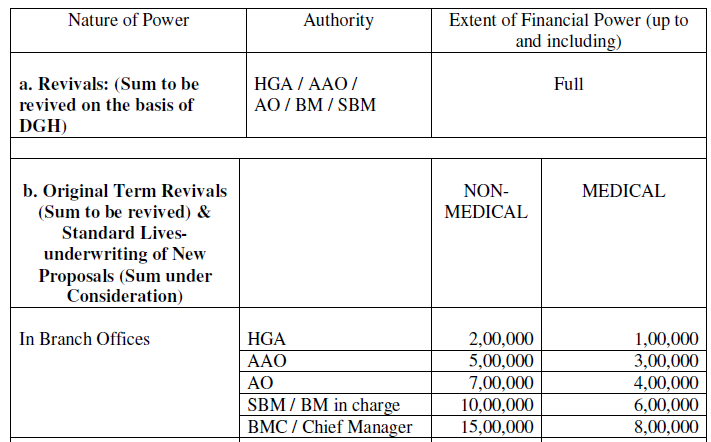 Nature of Power Authority Extent of Financial Power (up to
and including)
a. Revivals: (Sum to be HGA / AAO / Full
revived on the basis of AO / BM / SBM
DGH)
b. Original Term Revivals NON- MEDICAL
(Sum to be revived) & MEDICAL
Standard Lives-
underwriting of New
Proposals (Sum under
Consideration)
In Branch Offices HGA 2,00,000 1,00,000
AAO 5,00,000 3,00,000
AO 7,00,000 4,00,000
SBM / BM in charge 10,00,000 6,00,000
BMC / Chief Manager 15,00,000 8,00,000